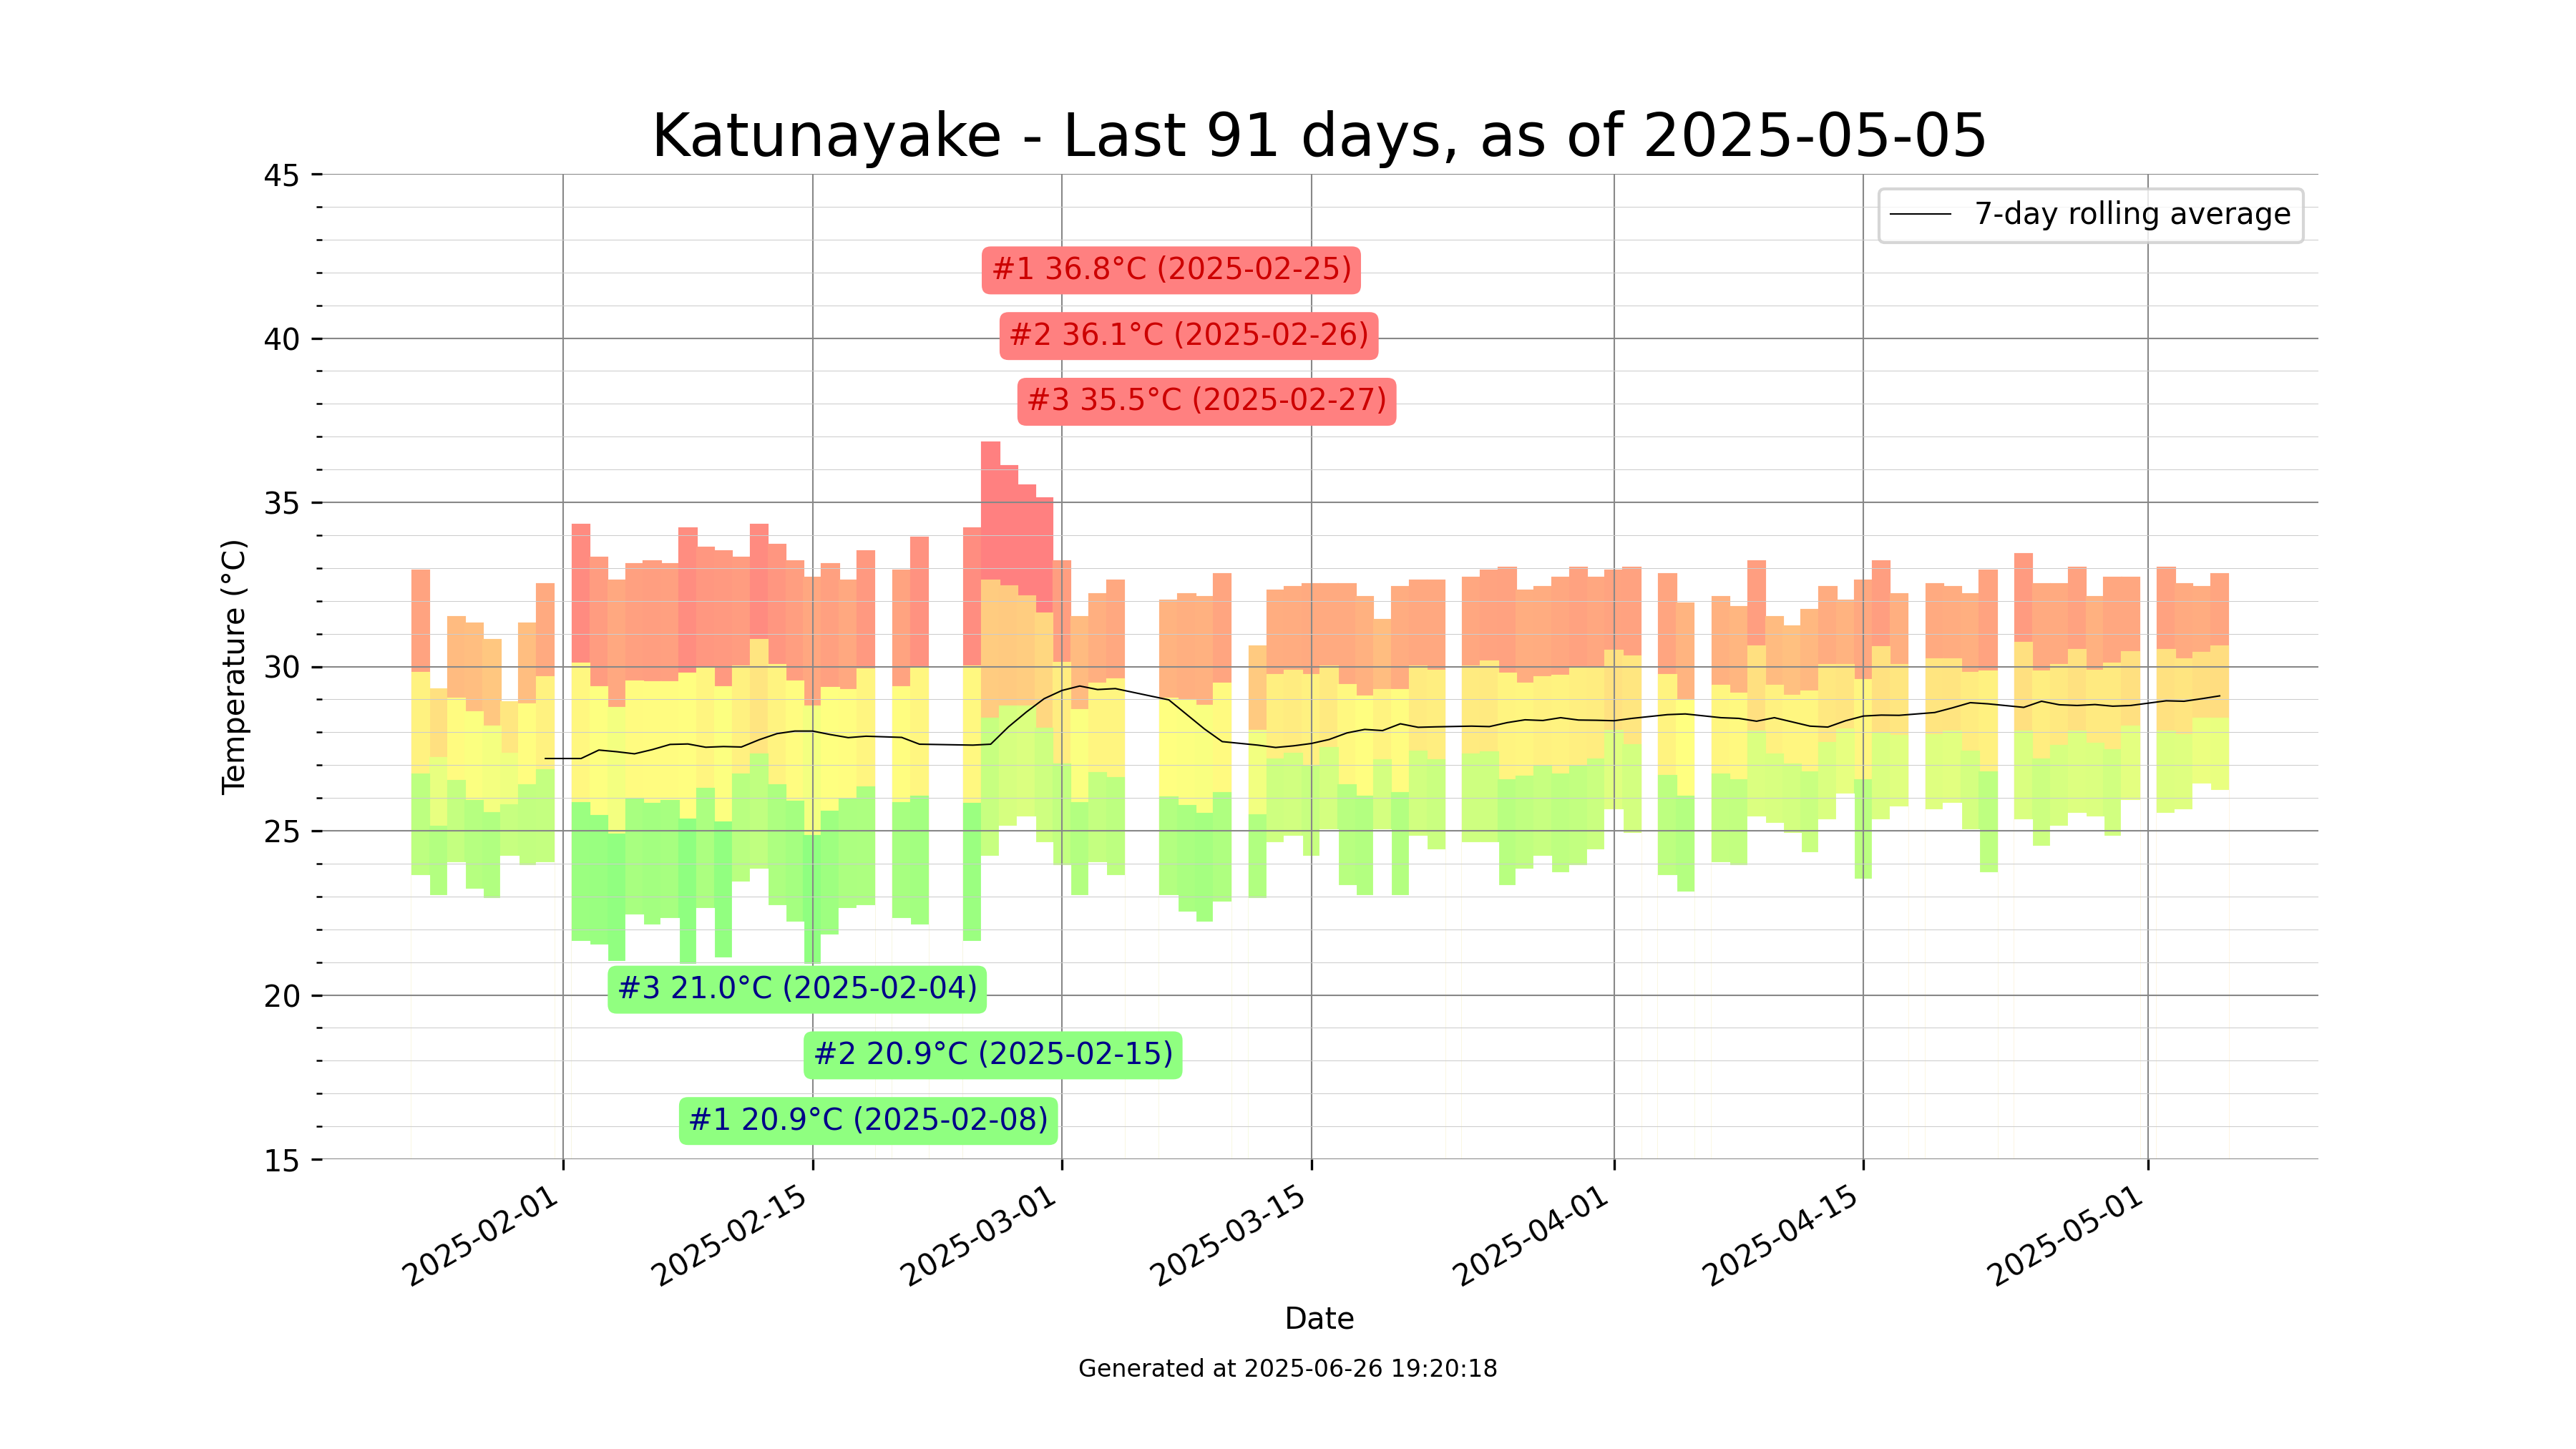 Katunayake - Last 91 days, as of 2025-05-05
45
7-day rolling average
#1 36.8°C (2025-02-25)
40
#2 36.1°C (2025-02-26)
#3 35.5°C (2025-02-27)
35
Temperature (°C)
30
25
20
#3 21.0°C (2025-02-04)
#2 20.9°C (2025-02-15)
#1 20.9°C (2025-02-08)
15
2025-02-01
2025-02-15
2025-03-01
2025-03-15
2025-04-01
2025-04-15
2025-05-01
Date
Generated at 2025-06-26 19:20:18